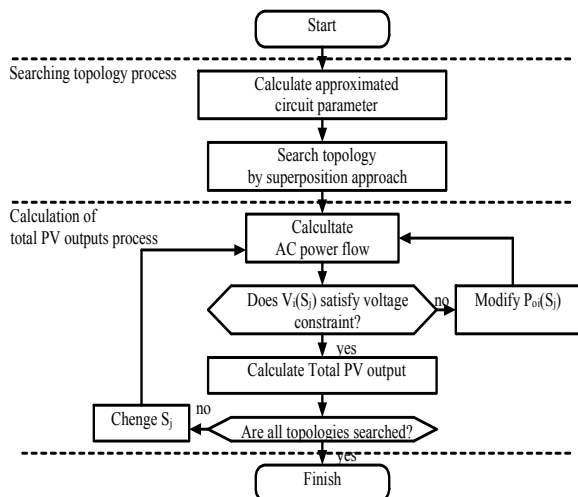 Start
Searching topology process
Calculate approximated
circuit parameter
Search topology
by superposition approach
Calculation of
total PV outputs process
Calcultate
AC power flow
Does Vi(Sj) satisfy voltage
constraint?
no
Modify Poi(Sj)
yes
Calculate Total PV output
Chenge Sj
no
Are all topologies searched?
yes
Finish